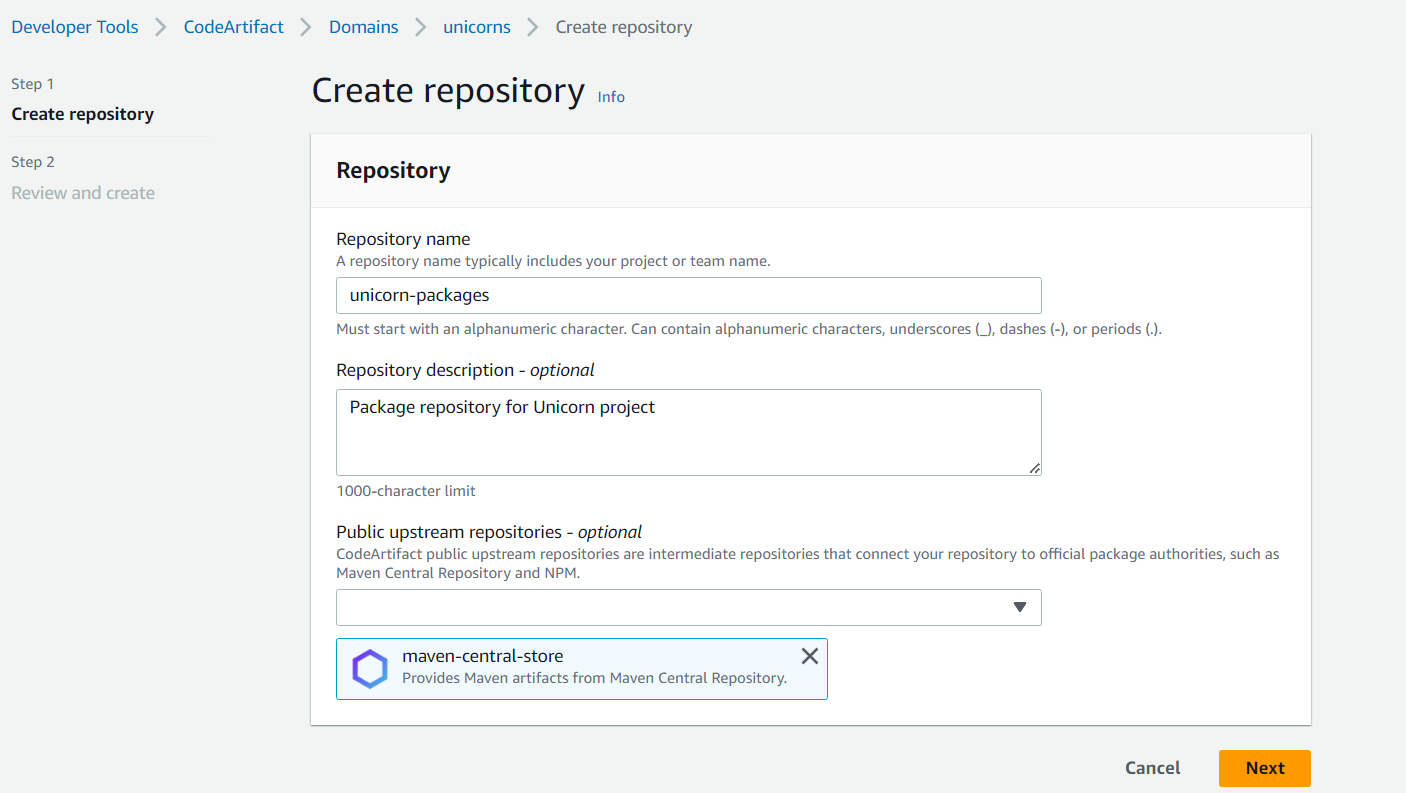 Developer Tools > CodeArtifact > Domains > unicorns > Create repository
Step 1
Create repository
Step 2
Review and create
Create repository Info
Repository
Repository name
A repository name typically includes your project or team name.
unicorn-packages
Must start with an alphanumeric character. Can contain alphanumeric characters, underscores (_), dashes (-), or periods (.).
Repository description - optional
Package repository for Unicorn project
1000-character limit
Public upstream repositories - optional
CodeArtifact public upstream repositories are intermediate repositories that connect your repository to official package authorities, such as
Maven Central Repository and NPM.
maven-central-store
Provides Maven artifacts from Maven Central Repository.
Cancel Next